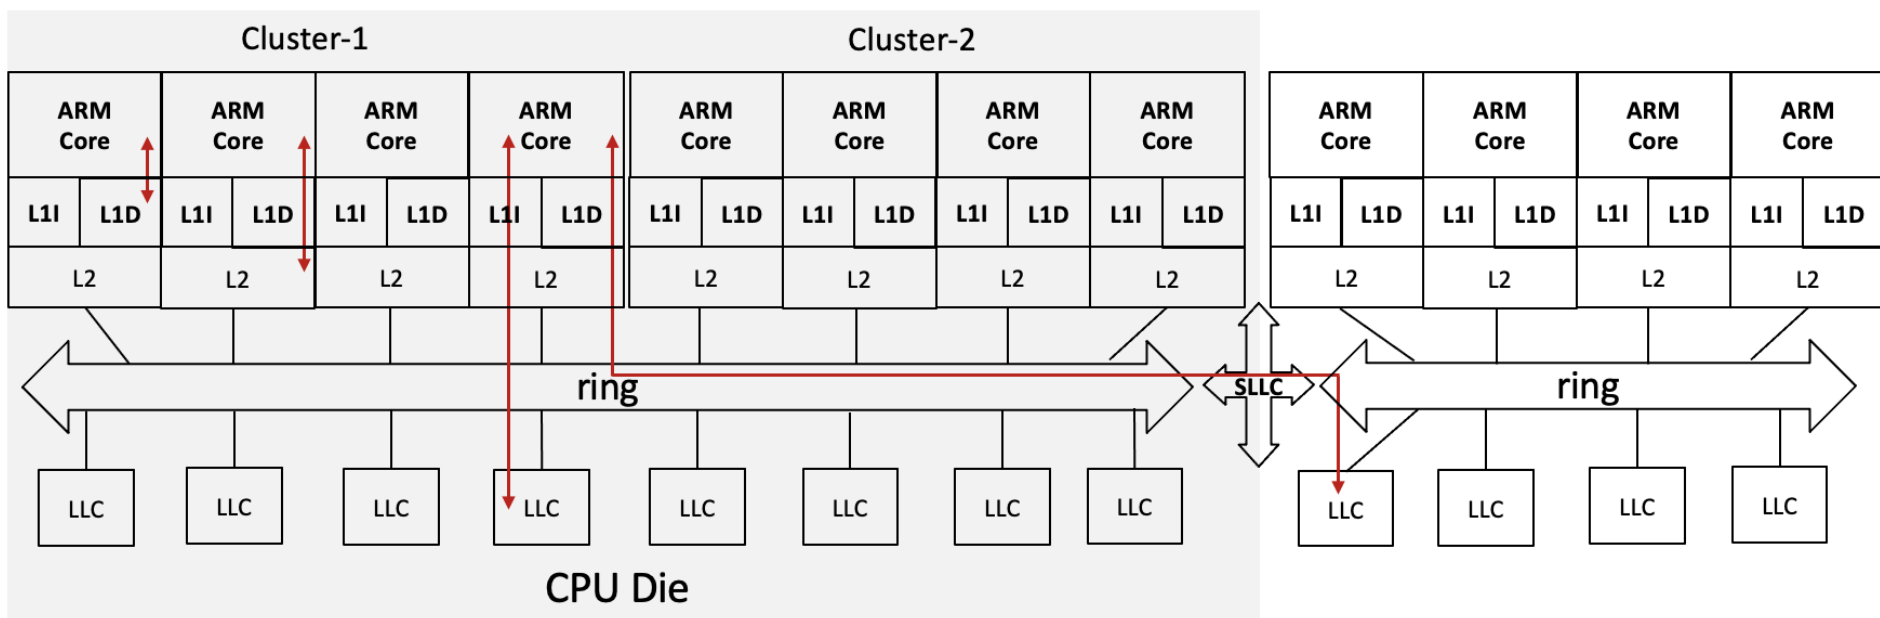 Cluster-1 Cluster-2
ARM ARM ARM ARM ARM ARM ARM ARM ARM ARM ARM ARM
Core Core Core Core Core Core Core Core Core Core Core Core
L1I L1D L1I L1D L1I L1D L1I L1D L1I L1D L1I L1D L1I L1D L1I L1D L1I L1D L1I L1D L1I L1D L1I L1D
L2 L2 L2 L2 L2 L2 L2 L2 L2 L2 L2 L2
ring SLLC ring
LLC LLC LLC LLC LLC LLC LLC LLC LLC LLC LLC LLC
CPU Die